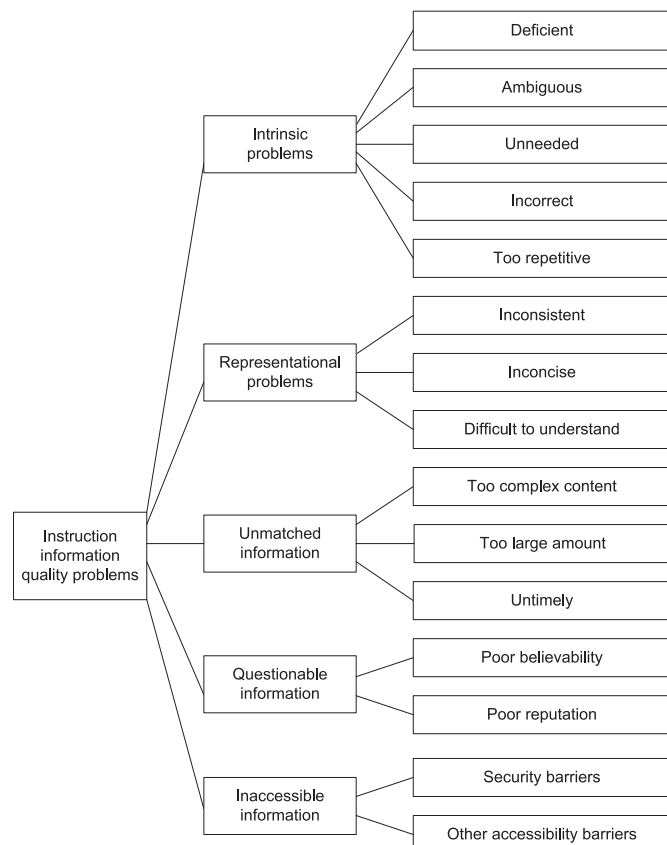 Deficient
Ambiguous
Intrinsic
problems
Unneeded
Incorrect
Too repetitive
Inconsistent
Representational
problems
Inconcise
Difficult to understand
Too complex content
Instruction
information
quality problems
Unmatched
information
Too large amount
Untimely
Poor believability
Questionable
information
Poor reputation
Security barriers
Inaccessible
information
Other accessibility barriers